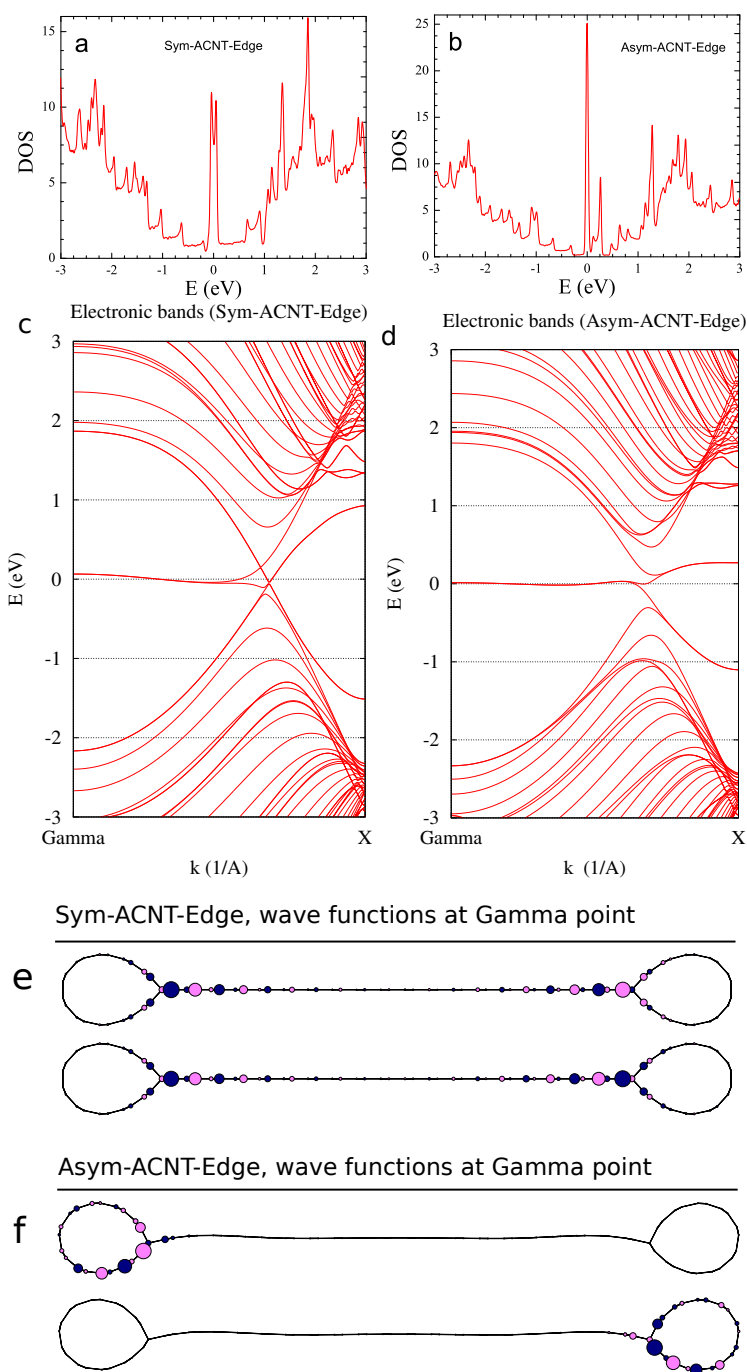 a
Sym-ACNT-Edge
DOS
15
10
5
0
-3 -2 -1 0 1 2 3
E (eV)
b
Asym-ACNT-Edge
DOS
25
20
15
10
5
0
-3 -2 -1 0 1 2 3
E (eV)
c
Electronic bands (Sym-ACNT-Edge)
E (eV)
3
2
1
0
-1
-2
-3
Gamma X
k (1/A)
d
Electronic bands (Asym-ACNT-Edge)
E (eV)
3
2
1
0
-1
-2
-3
Gamma X
k (1/A)
Sym-ACNT-Edge, wave functions at Gamma point
e
Asym-ACNT-Edge, wave functions at Gamma point
f